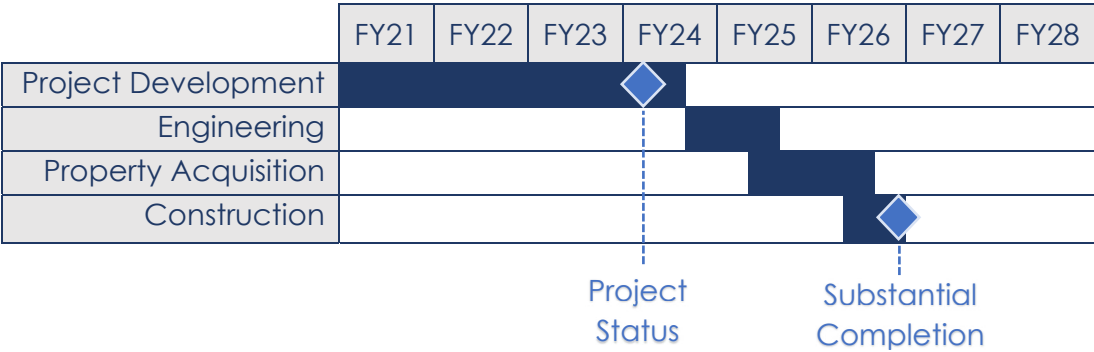 FY21 FY22 FY23 FY24 FY25 FY26 FY27 FY28
Project Development
Engineering
Property Acquisition
Construction
Project
Status
Substantial
Completion